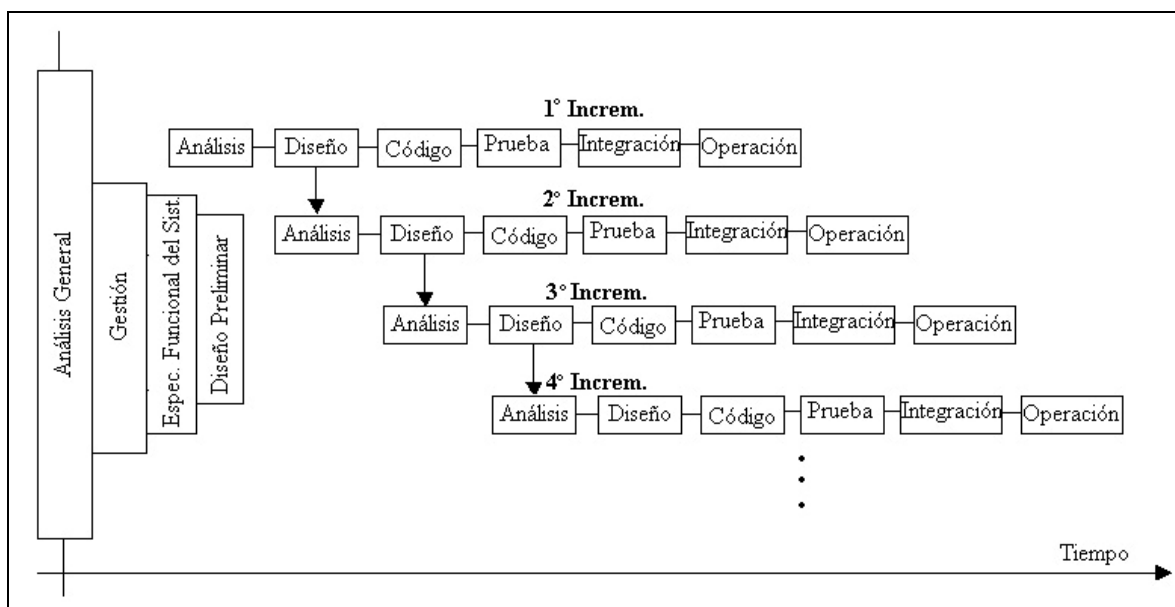 Análisis General
Gestión
Espec. Funcional del Sist.
Diseño Preliminar
1° Increm.
Análisis Diseño Código Prueba Integración Operación
2° Increm.
Análisis Diseño Código Prueba Integración Operación
3° Increm.
Análisis Diseño Código Prueba Integración Operación
4° Increm.
Análisis Diseño Código Prueba Integración Operación
Tiempo